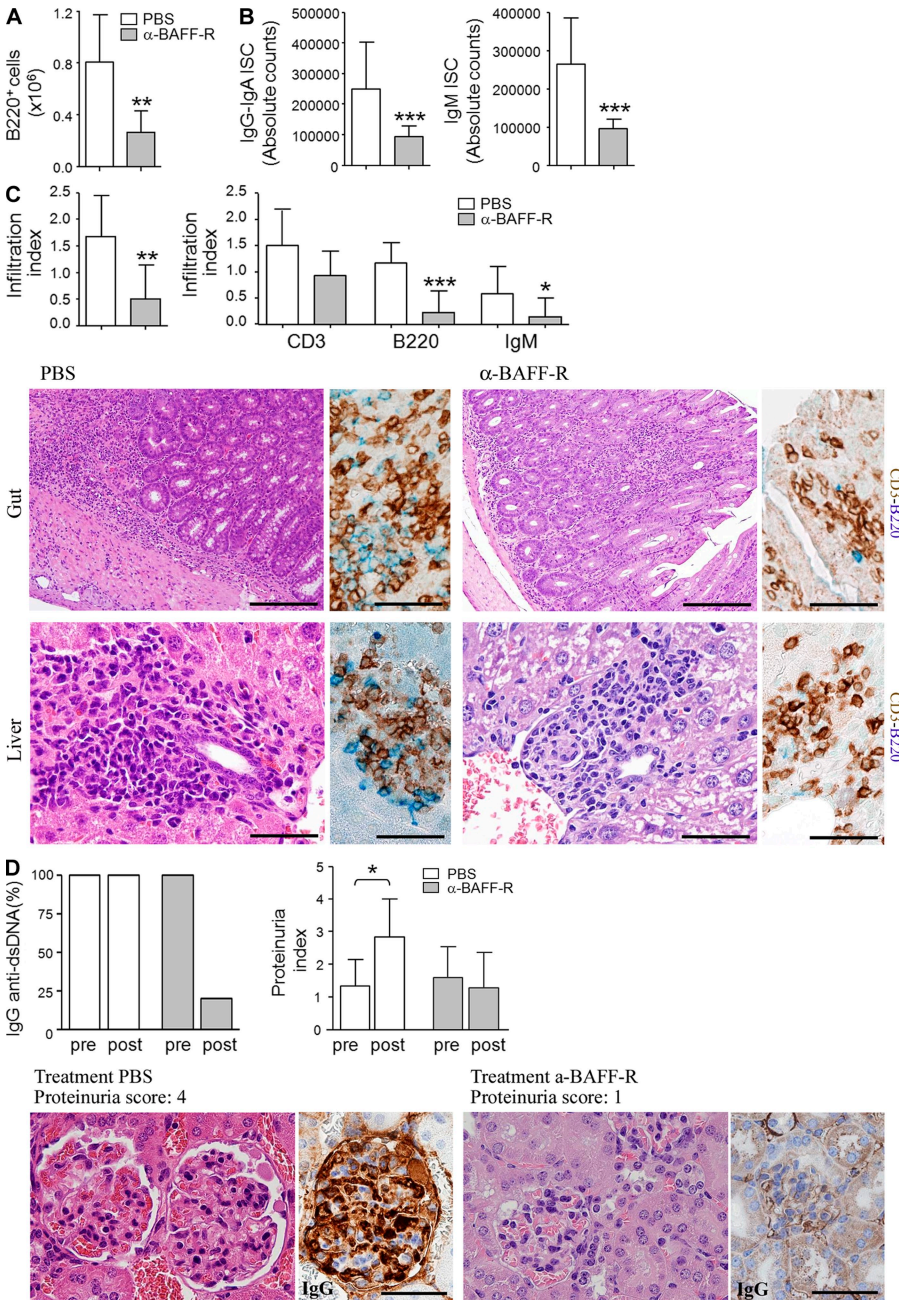 A
B220+ cells
(x10⁶)
1.2
0.8
0.4
0.0
PBS
α-BAFF-R
**
B
IgG-IgA ISC
(Absolute counts)
500000
400000
300000
200000
100000
0
***
IgM ISC
(Absolute counts)
400000
300000
200000
100000
0
***
C
Infiltration
index
2.5
2.0
1.5
1.0
0.5
0.0
**
Infiltration
index
2.5
2.0
1.5
1.0
0.5
0.0
PBS
α-BAFF-R
***
*
CD3
B220
IgM
PBS
α-BAFF-R
Gut
CD3-B220
Liver
CD3-B220
D
IgG anti-dsDNA(%)
100
75
50
25
0
pre
post
pre
post
Proteinuria
index
5
4
3
2
1
0
*
PBS
α-BAFF-R
pre
post
pre
post
Treatment PBS
Proteinuria score: 4
Treatment a-BAFF-R
Proteinuria score: 1
IgG
IgG